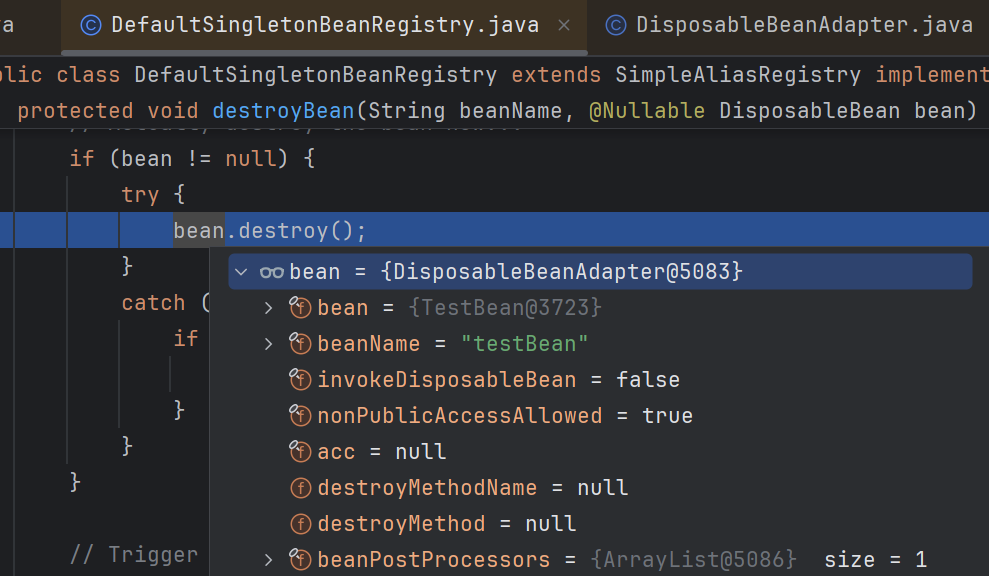 a DefaultSingletonBeanRegistry.java × DisposableBeanAdapter.java
blic class DefaultSingletonBeanRegistry extends SimpleAliasRegistry implement
protected void destroyBean(String beanName, @Nullable DisposableBean bean)
if (bean != null) {
try {
bean.destroy();
}
bean = {DisposableBeanAdapter@5083}
catch (
bean = {TestBean@3723}
if
beanName = "testBean"
invokeDisposableBean = false
}
nonPublicAccessAllowed = true
}
acc = null
}
destroyMethodName = null
destroyMethod = null
// Trigger
beanPostProcessors = {ArrayList@5086} size = 1